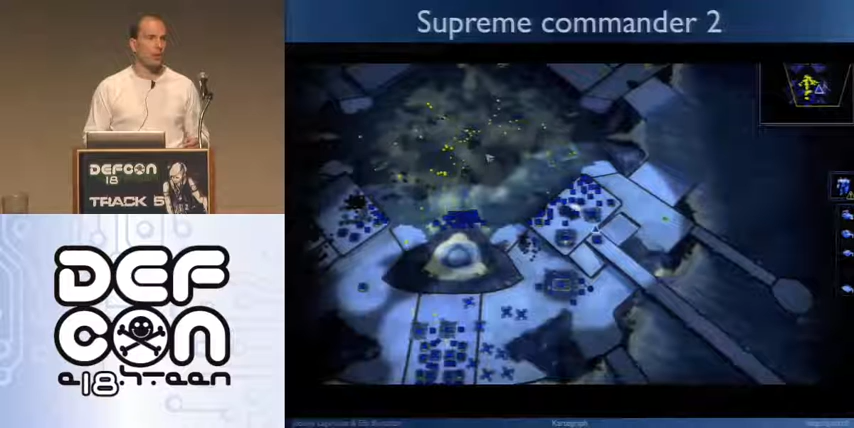 Supreme commander 2
DEFCON
18
TRACK 5
DEF
CON
e18hteen
Kartograph